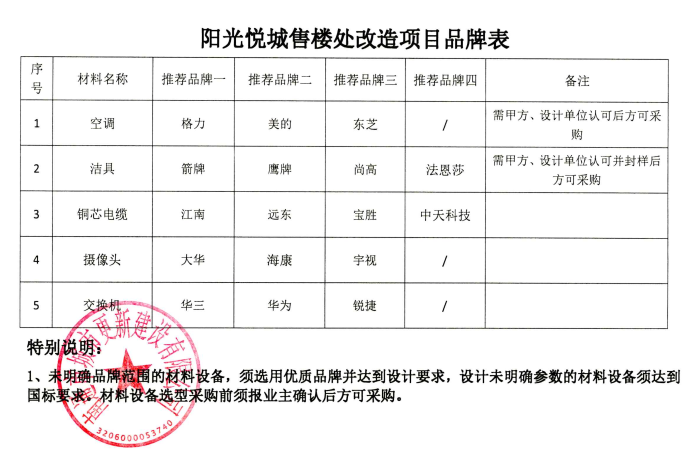 阳光悦城售楼处改造项目品牌表
序号 材料名称 推荐品牌一 推荐品牌二 推荐品牌三 推荐品牌四 备注
1 空调 格力 美的 东芝 / 需甲方、设计单位认可后方可采购
2 洁具 箭牌 鹰牌 尚高 法恩莎 需甲方、设计单位认可并封样后方可采购
3 铜芯电缆 江南 远东 宝胜 中天科技
4 摄像头 大华 海康 宇视 /
5 交换机 华三 华为 锐捷 /
特别说明:
1、未明确品牌范围的材料设备，须选用优质品牌并达到设计要求，设计未明确参数的材料设备须达到
国标要求。材料设备选型采购前须报业主确认后方可采购。
城市更新建设有限公司
3206000053740